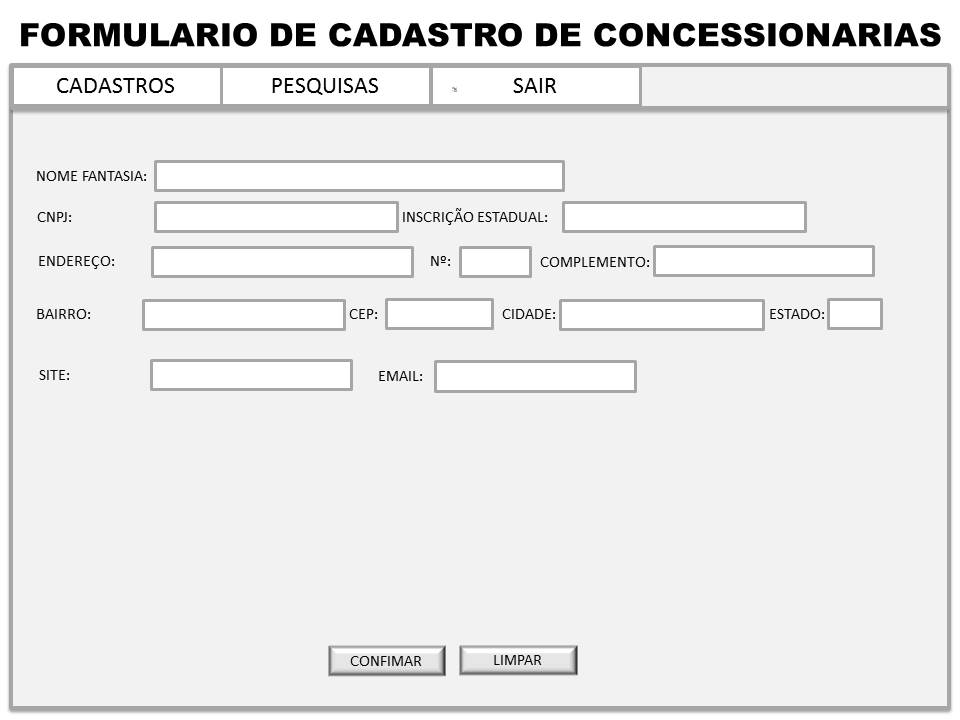 FORMULARIO DE CADASTRO DE CONCESSIONARIAS
CADASTROS PESQUISAS SAIR
NOME FANTASIA:
CNPJ: INSCRIÇÃO ESTADUAL:
ENDEREÇO: Nº: COMPLEMENTO:
BAIRRO: CEP: CIDADE: ESTADO:
SITE: EMAIL:
CONFIMAR LIMPAR